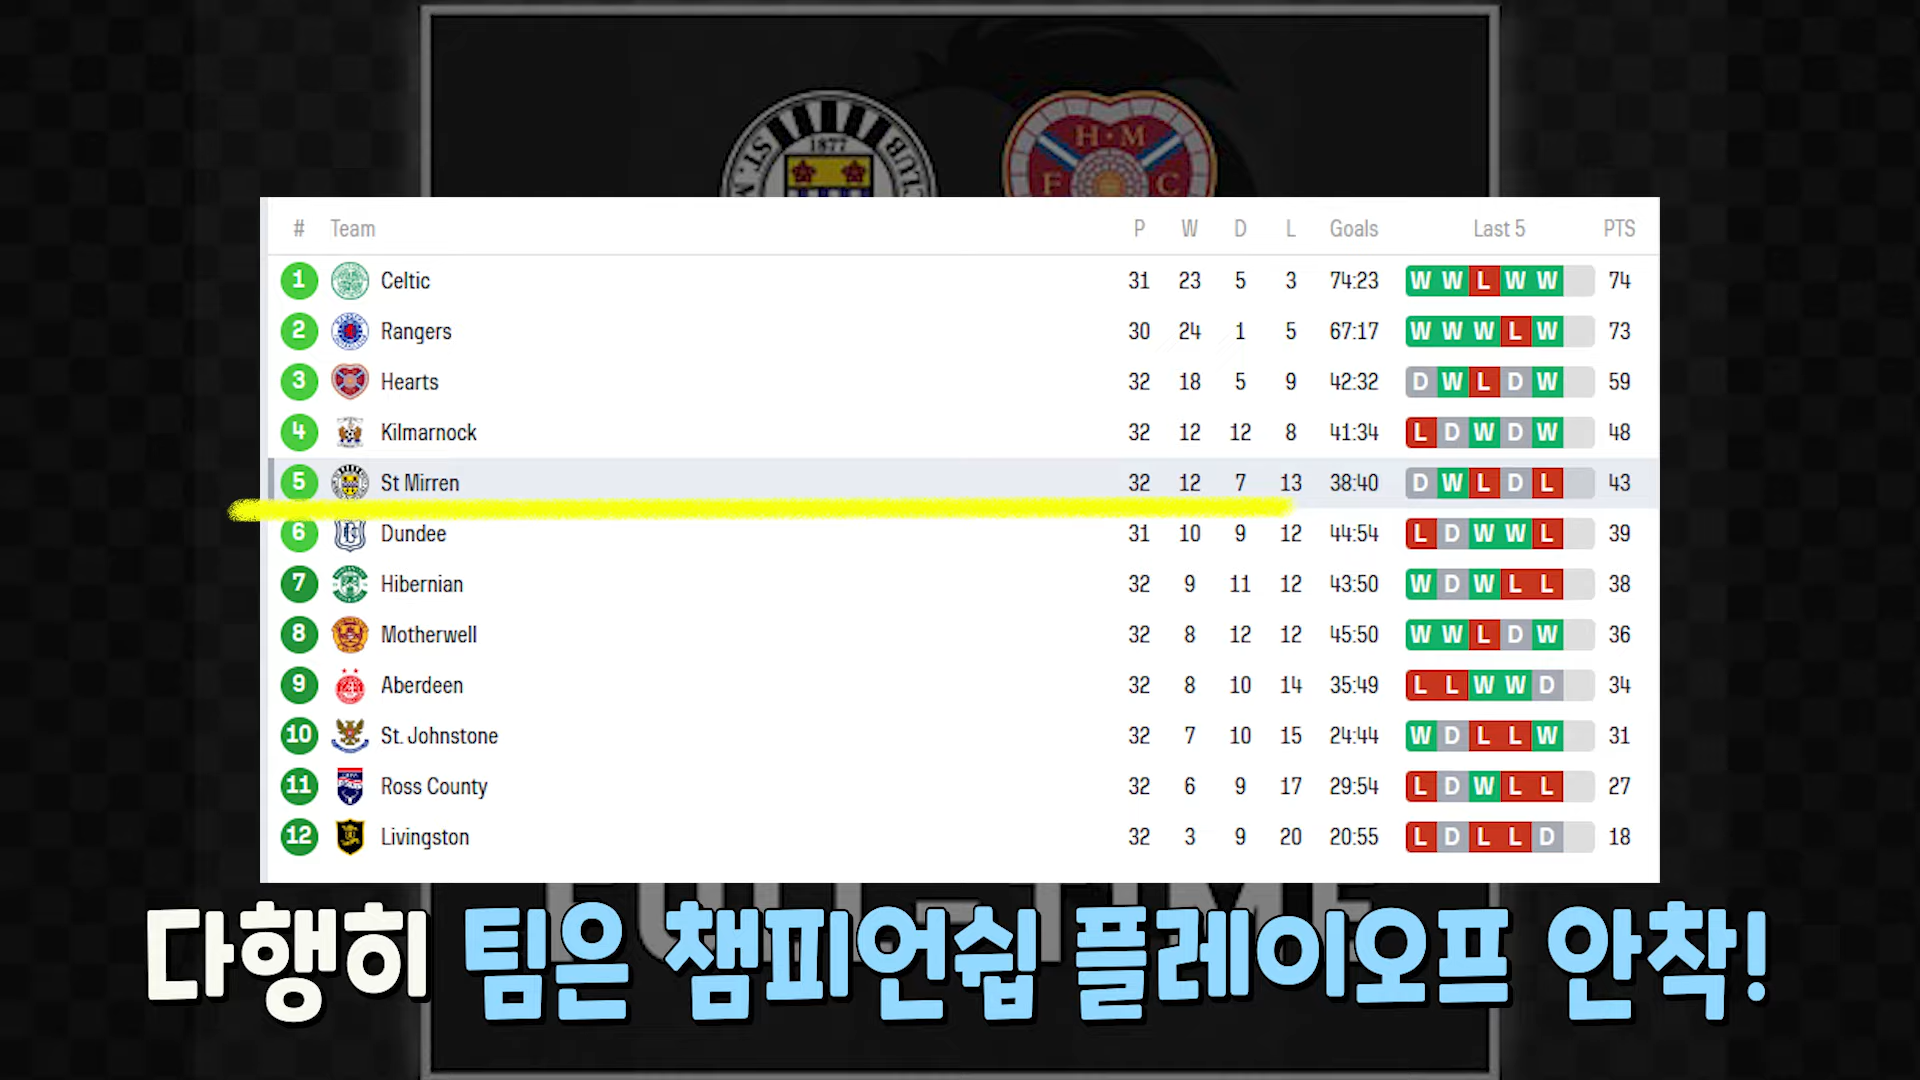 1877
ST. M
CLUB
H M
F C
# Team P W D L Goals Last 5 PTS
1 Celtic 31 23 5 3 74:23 W W L W W 74
2 Rangers 30 24 1 5 67:17 W W W L W 73
3 Hearts 32 18 5 9 42:32 D W L D W 59
4 Kilmarnock 32 12 12 8 41:34 L D W D W 48
5 St Mirren 32 12 7 13 38:40 D W L D L 43
6 Dundee 31 10 9 12 44:54 L D W W L 39
7 Hibernian 32 9 11 12 43:50 W D W L L 38
8 Motherwell 32 8 12 12 45:50 W W L D W 36
9 Aberdeen 32 8 10 14 35:49 L L W W D 34
10 St. Johnstone 32 7 10 15 24:44 W D L L W 31
11 Ross County 32 6 9 17 29:54 L D W L L 27
12 Livingston 32 3 9 20 20:55 L D L L D 18
FULL-TIME
다행히 팀은 챔피언쉽 플레이오프 안착!